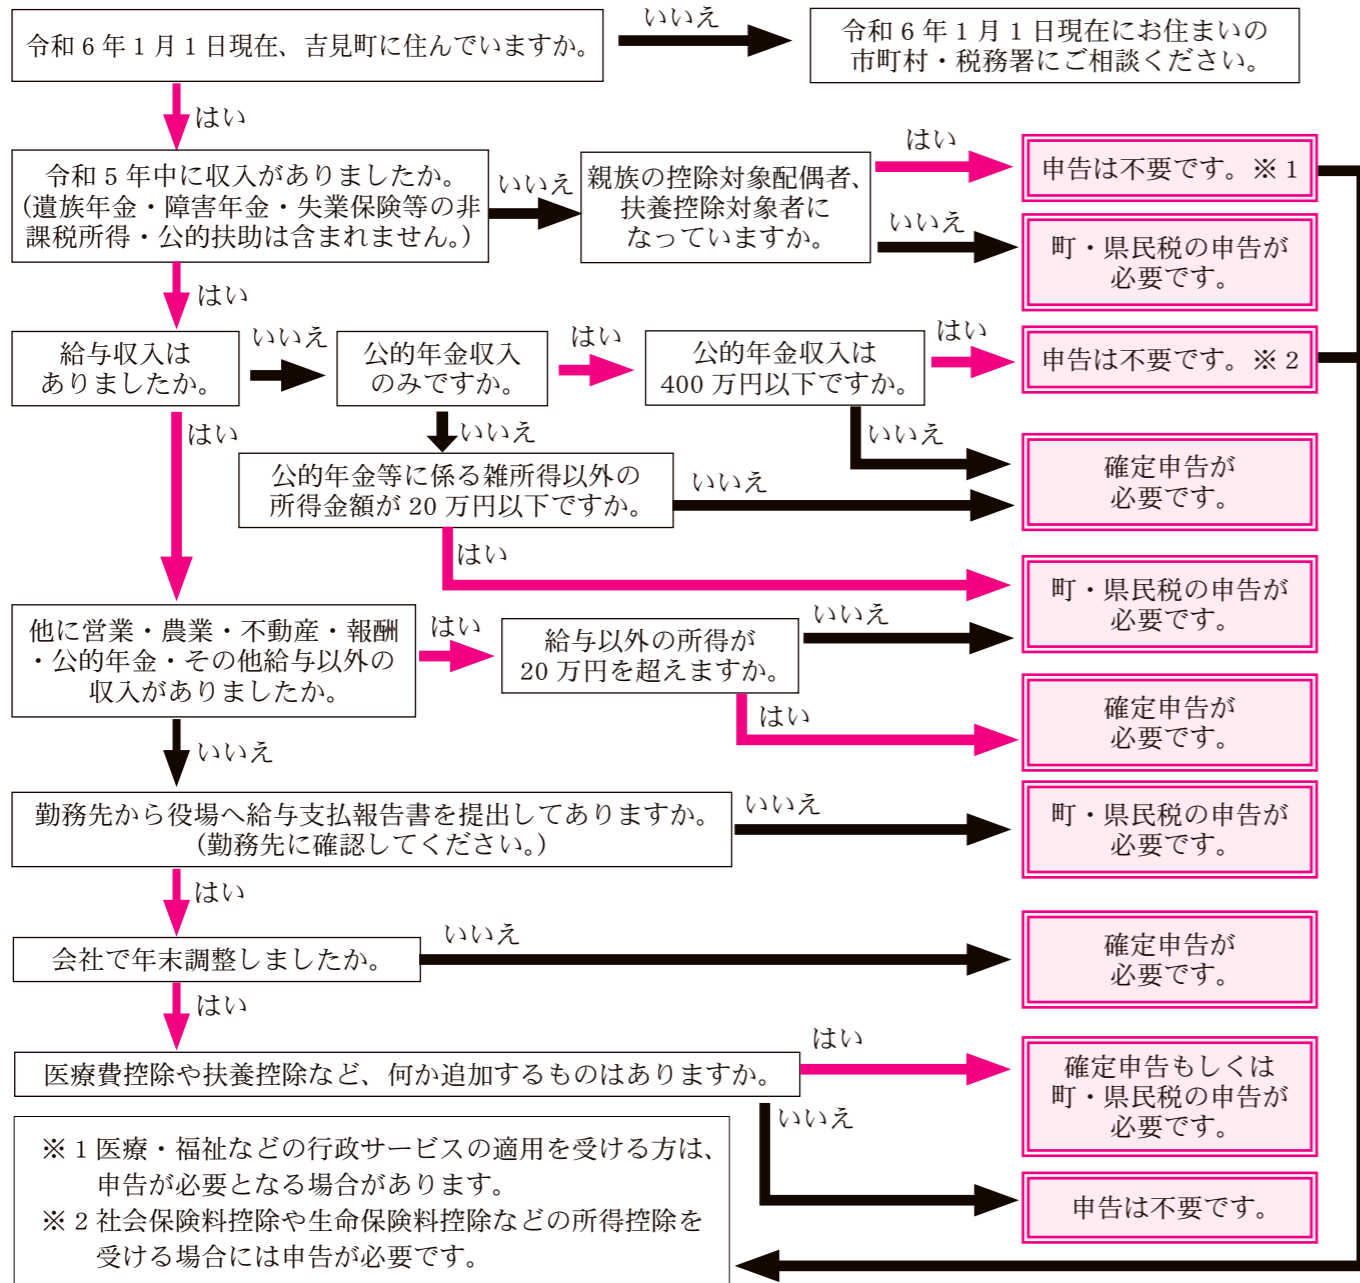 令和６年１月１日現在、吉見町に住んでいますか。
いいえ
令和６年１月１日現在にお住まいの
市町村・税務署にご相談ください。
はい
令和５年中に収入がありましたか。
(遺族年金・障害年金・失業保険等の非
課税所得・公的扶助は含まれません。)
いいえ
親族の控除対象配偶者、
扶養控除対象者に
なっていますか。
はい
申告は不要です。※１
いいえ
町・県民税の申告が
必要です。
はい
給与収入は
ありましたか。
いいえ
公的年金収入
のみですか。
はい
公的年金収入は
400 万円以下ですか。
はい
申告は不要です。※２
いいえ
確定申告が
必要です。
いいえ
公的年金等に係る雑所得以外の
所得金額が 20 万円以下ですか。
いいえ
はい
町・県民税の申告が
必要です。
はい
他に営業・農業・不動産・報酬
・公的年金・その他給与以外の
収入がありましたか。
はい
給与以外の所得が
20 万円を超えますか。
いいえ
はい
確定申告が
必要です。
いいえ
勤務先から役場へ給与支払報告書を提出してありますか。
(勤務先に確認してください。)
いいえ
町・県民税の申告が
必要です。
はい
会社で年末調整しましたか。
いいえ
確定申告が
必要です。
はい
医療費控除や扶養控除など、何か追加するものはありますか。
はい
確定申告もしくは
町・県民税の申告が
必要です。
いいえ
申告は不要です。
※１医療・福祉などの行政サービスの適用を受ける方は、
申告が必要となる場合があります。
※２社会保険料控除や生命保険料控除などの所得控除を
受ける場合には申告が必要です。